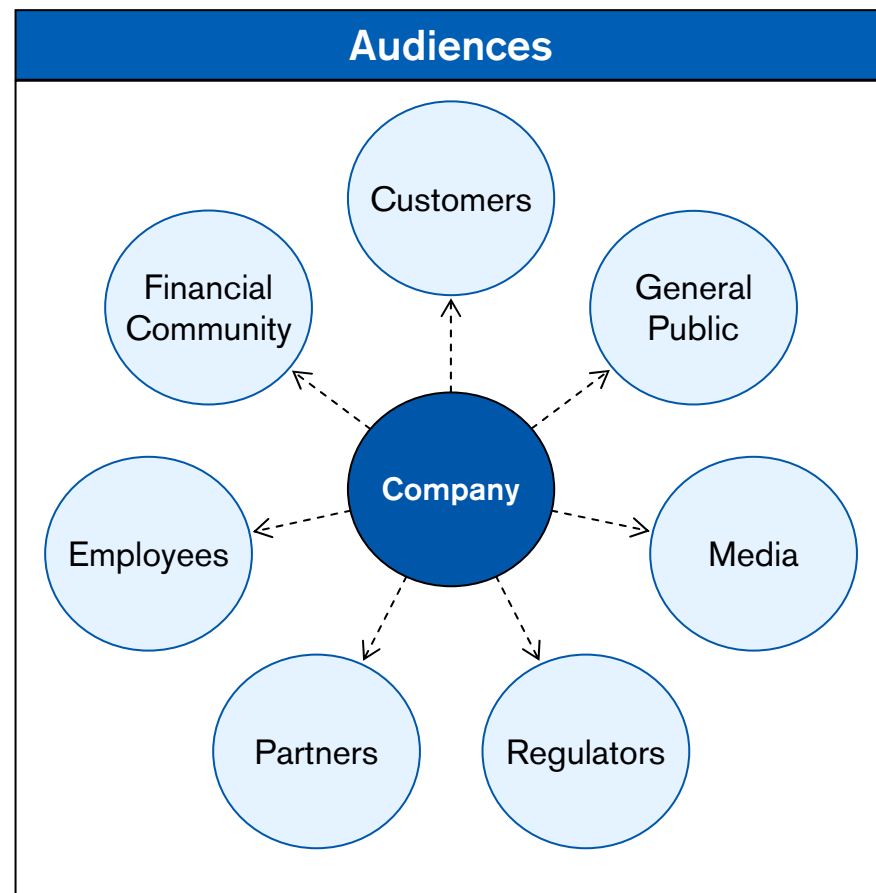 Audiences
Customers
Financial
Community
General
Public
Company
Employees
Media
Partners
Regulators